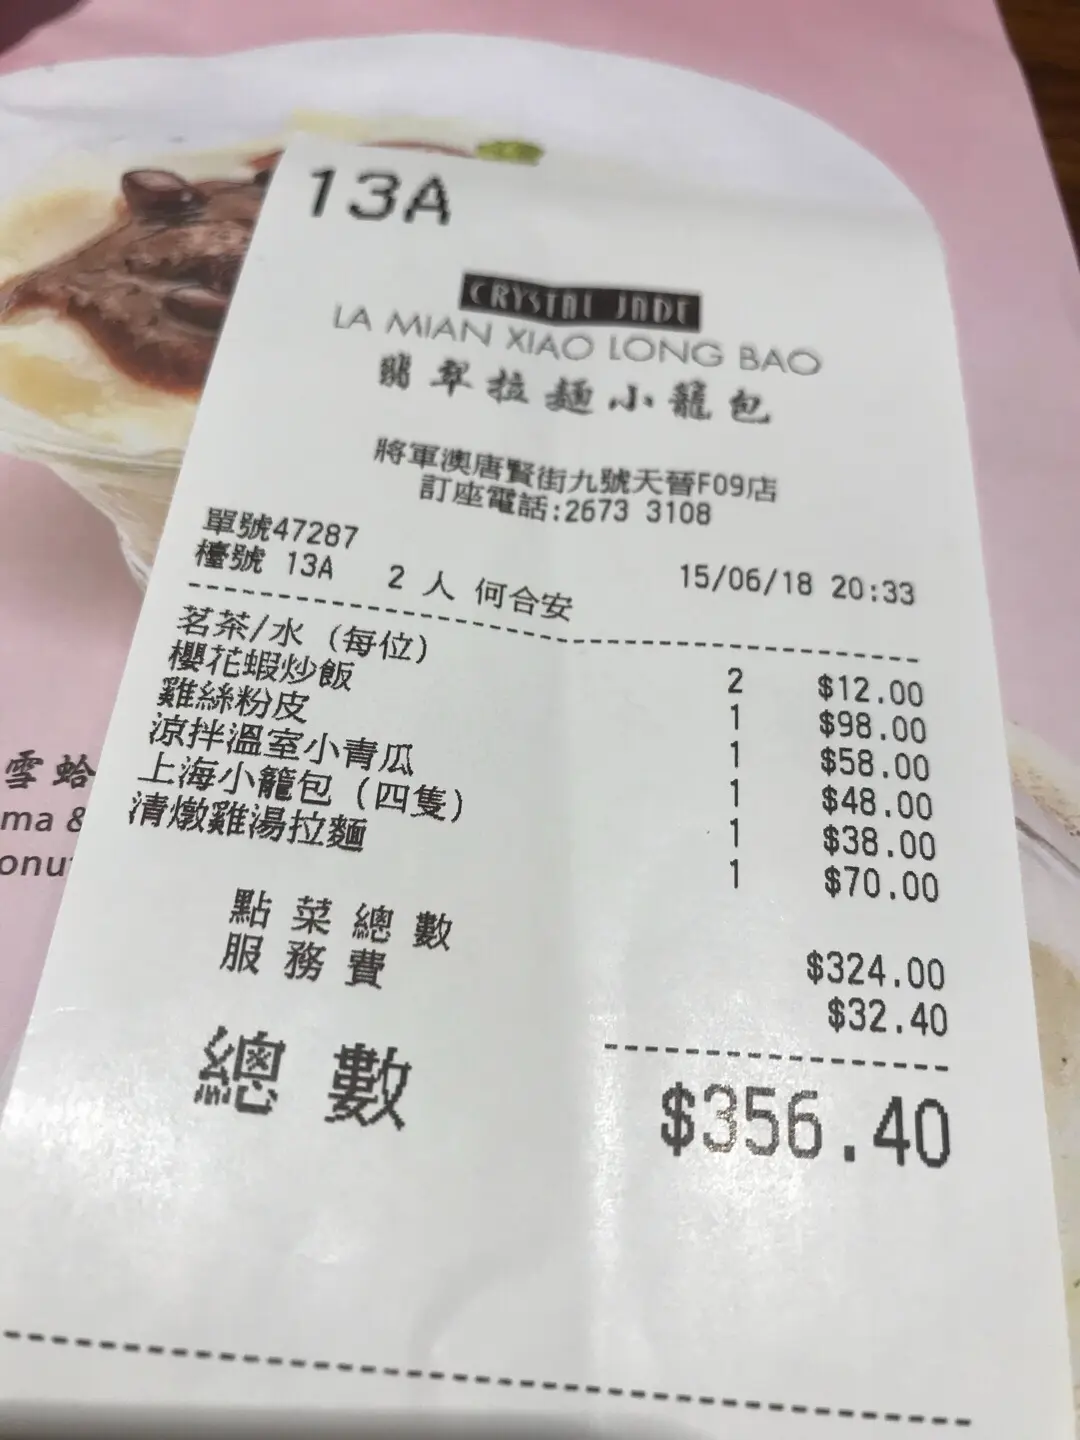 13A
CRYSTAL JADE
LA MIAN XIAO LONG BAO
翡翠拉麵小籠包
將軍澳唐賢街九號天晉F09店
訂座電話:2673 3108
單號47287
檯號 13A 2 人 何合安 15/06/18 20:33
茗茶/水 (每位) 2 $12.00
櫻花蝦炒飯 1 $98.00
雞絲粉皮 1 $58.00
涼拌溫室小青瓜 1 $48.00
上海小籠包 (四隻) 1 $38.00
清燉雞湯拉麵 1 $70.00
點菜總數 $324.00
服務費 $32.40
總數 $356.40
雪蛤
ma &
onu